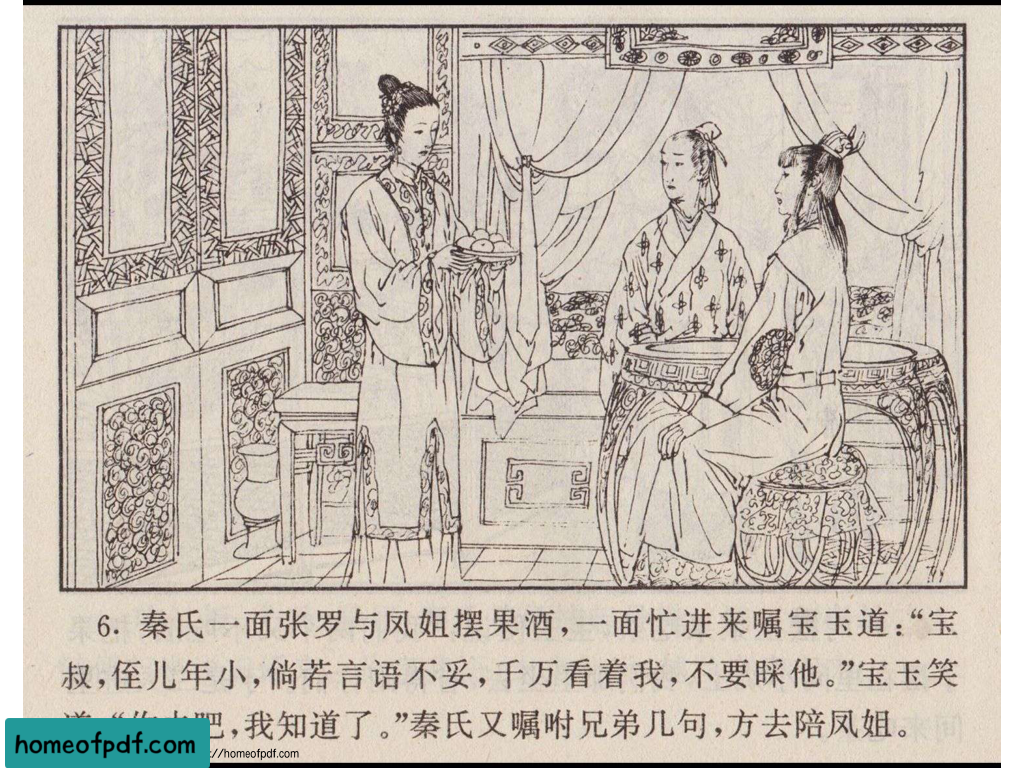 6. 秦氏一面张罗与凤姐摆果酒,一面忙进来嘱宝玉道:“宝
叔,侄儿年小,倘若言语不妥,千万看着我,不要睬他。”宝玉笑
吧,我知道了。”秦氏又嘱咐兄弟几句,方去陪凤姐。
homeofpdf.com
://homeofpdf.com